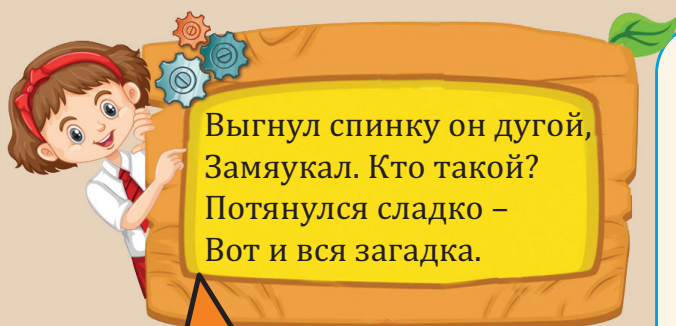 Выгнул спинку он дугой,
Замяукал. Кто такой?
Потянулся сладко –
Вот и вся загадка.